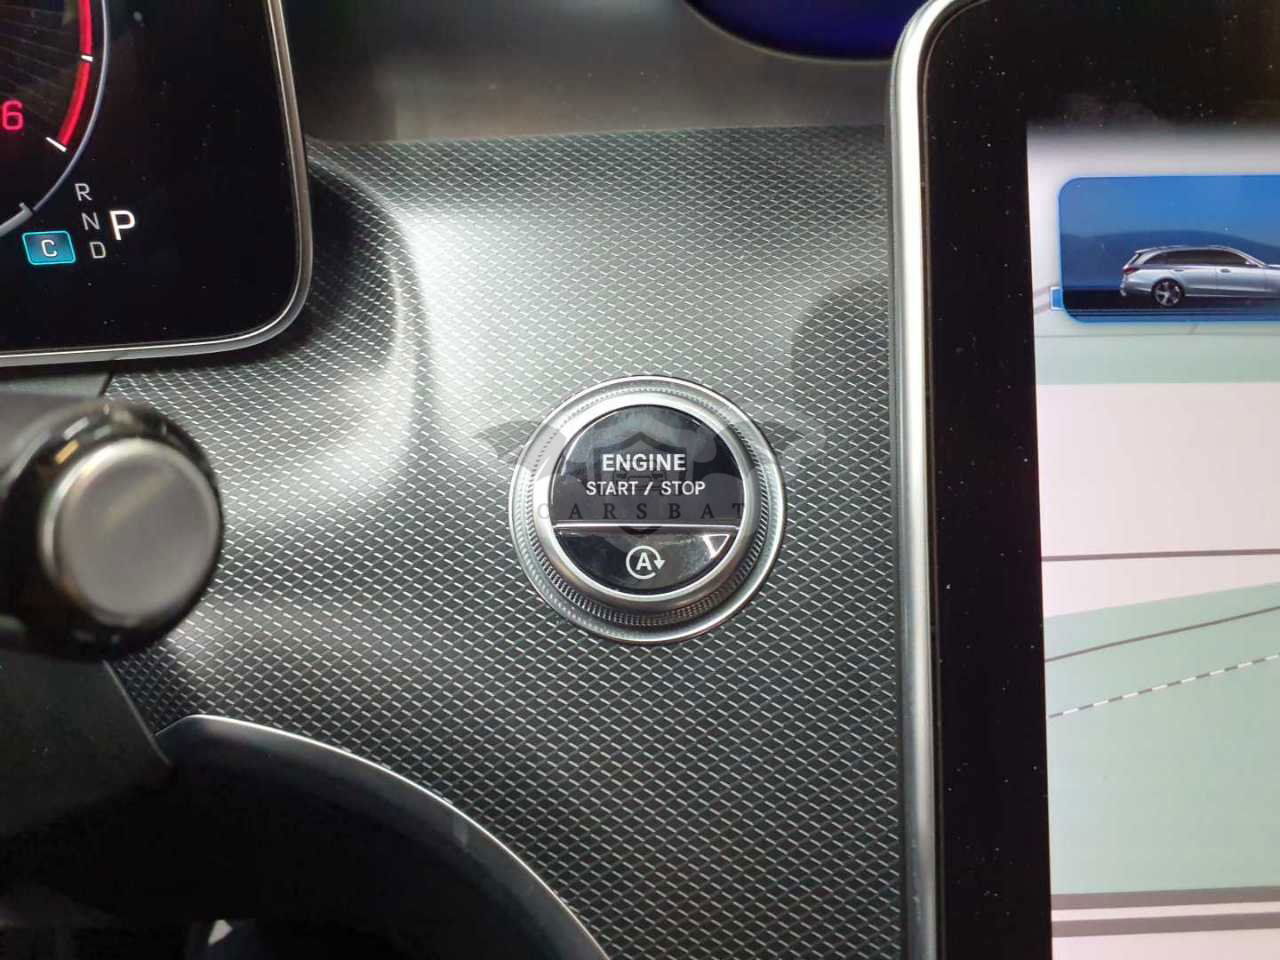 6
R
N P
C D
ENGINE
START / STOP
CARSBAT
A